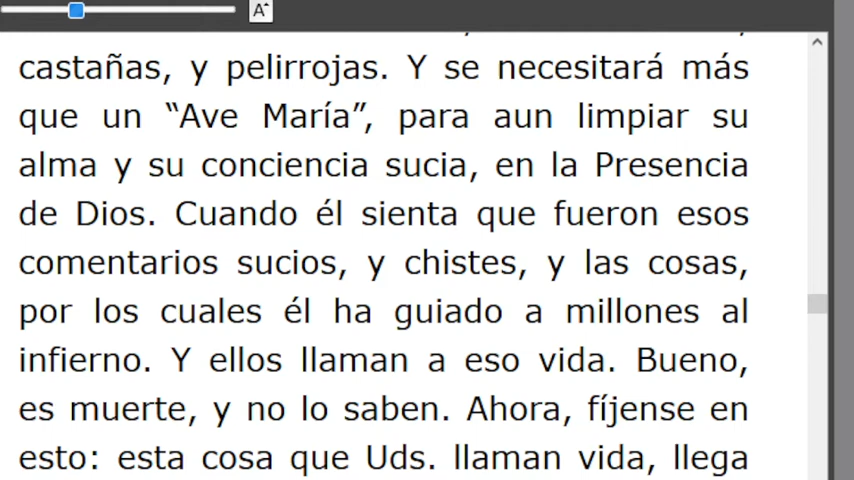 A
castañas, y pelirrojas. Y se necesitará más
que un “Ave María”, para aun limpiar su
alma y su conciencia sucia, en la Presencia
de Dios. Cuando él sienta que fueron esos
comentarios sucios, y chistes, y las cosas,
por los cuales él ha guiado a millones al
infierno. Y ellos llaman a eso vida. Bueno,
es muerte, y no lo saben. Ahora, fíjense en
esto: esta cosa que Uds. llaman vida, llega